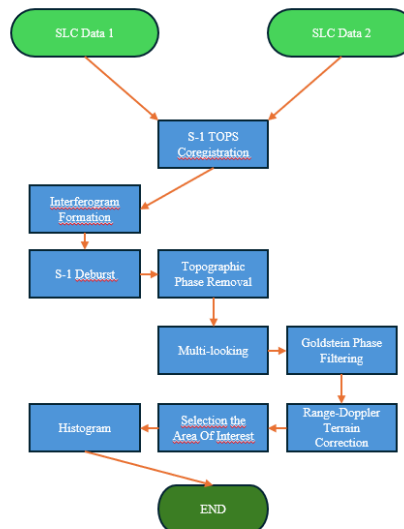 SLC Data 1
SLC Data 2
S-1 TOPS
Coregistration
Interferogram
Formation
S-1 Deburst
Topographic
Phase Removal
Multi-looking
Goldstein Phase
Filtering
Histogram
Selection the
Area Of Interest
Range-Doppler
Terrain
Correction
END